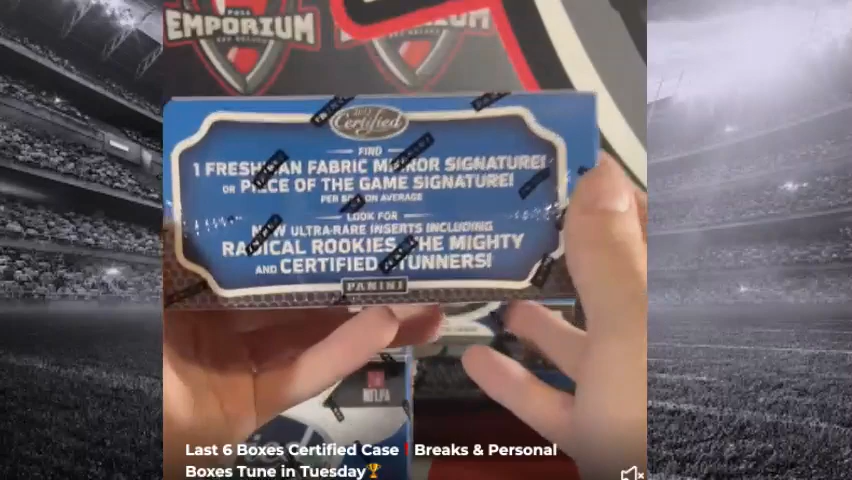 PULL
EMPORIUM
Certified
FIND
1 FRESHMAN FABRIC MIRROR SIGNATURE!
OR PIECE OF THE GAME SIGNATURE!
PER BOX ON AVERAGE
LOOK FOR
NEW ULTRA-RARE INSERTS INCLUDING
RADICAL ROOKIES, THE MIGHTY
AND CERTIFIED STUNNERS!
PANINI
NFLPA
Last 6 Boxes Certified Case❗Breaks & Personal
Boxes Tune in Tuesday🏆